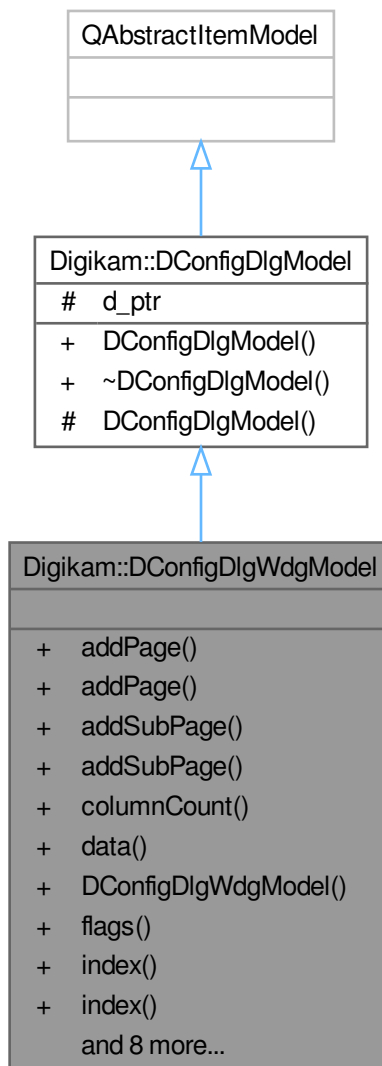 QAbstractItemModel
Digikam::DConfigDlgModel
# d_ptr
+ DConfigDlgModel()
+ ~DConfigDlgModel()
# DConfigDlgModel()
Digikam::DConfigDlgWdgModel
+ addPage()
+ addPage()
+ addSubPage()
+ addSubPage()
+ columnCount()
+ data()
+ DConfigDlgWdgModel()
+ flags()
+ index()
+ index()
and 8 more...